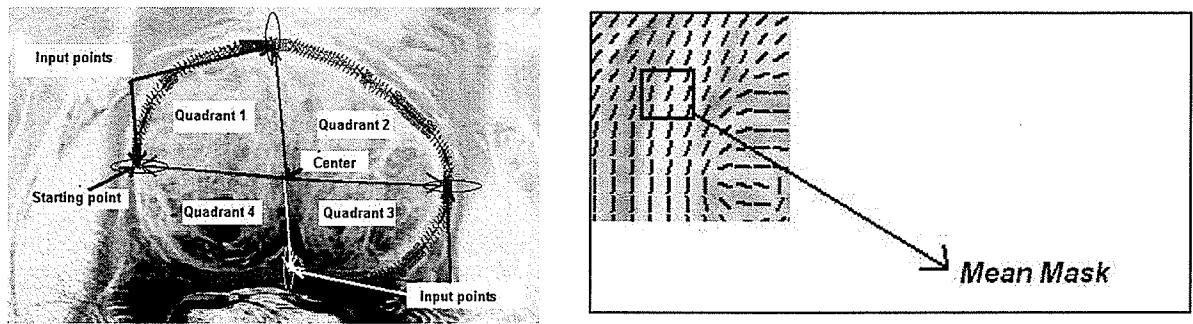 Input points
Quadrant 1
Quadrant 2
Center
Starting point
Quadrant 4
Quadrant 3
Input points
Mean Mask